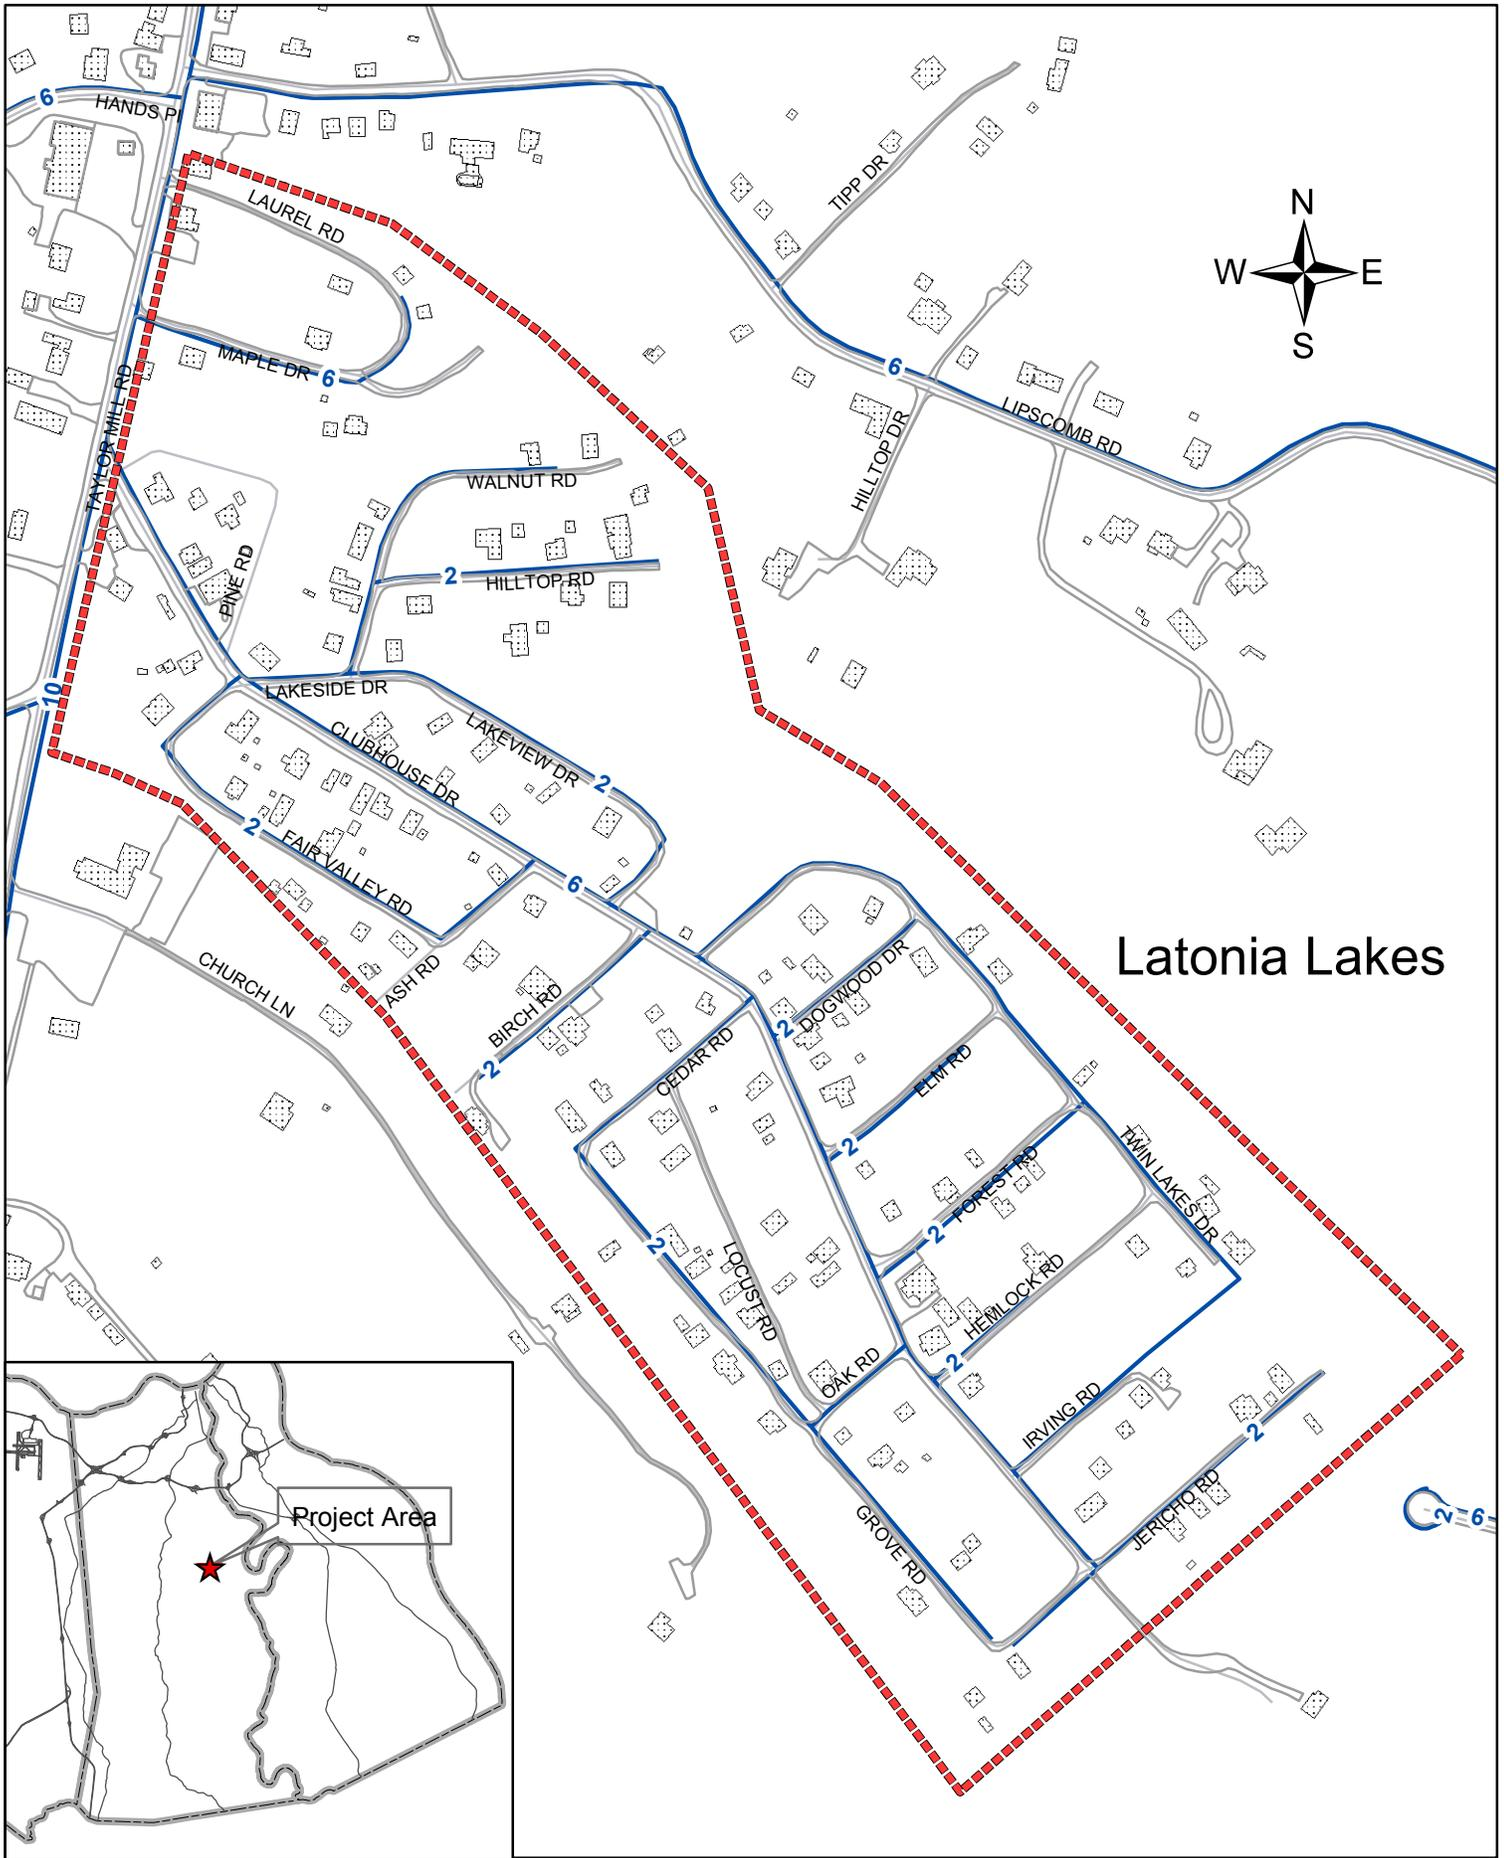 6
HANDS PI
LAUREL RD
TIPP DR
N
W
E
S
MAPLE DR
6
6
LIPSCOMB RD
TAYLOR MILL RD
HILLTOP DR
WALNUT RD
PINE RD
2
HILLTOP RD
10
LAKESIDE DR
CLUBHOUSE DR
LAKEVIEW DR
2
2
FAIR VALLEY RD
6
Latonia Lakes
CHURCH LN
ASH RD
BIRCH RD
2
CEDAR RD
2
DOGWOOD DR
ELM RD
2
TWIN LAKES DR
FOREST RD
2
2
LOCUST RD
HEMLOCK RD
2
OAK RD
IRVING RD
2
JERICHO RD
GROVE RD
2
6
Project Area